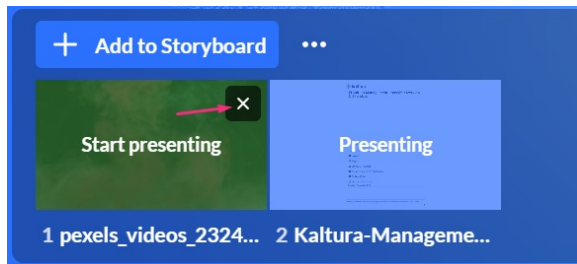 Add to Storyboard
Start presenting
Presenting
1 pexels_videos_2324...
2 Kaltura-Manageme...